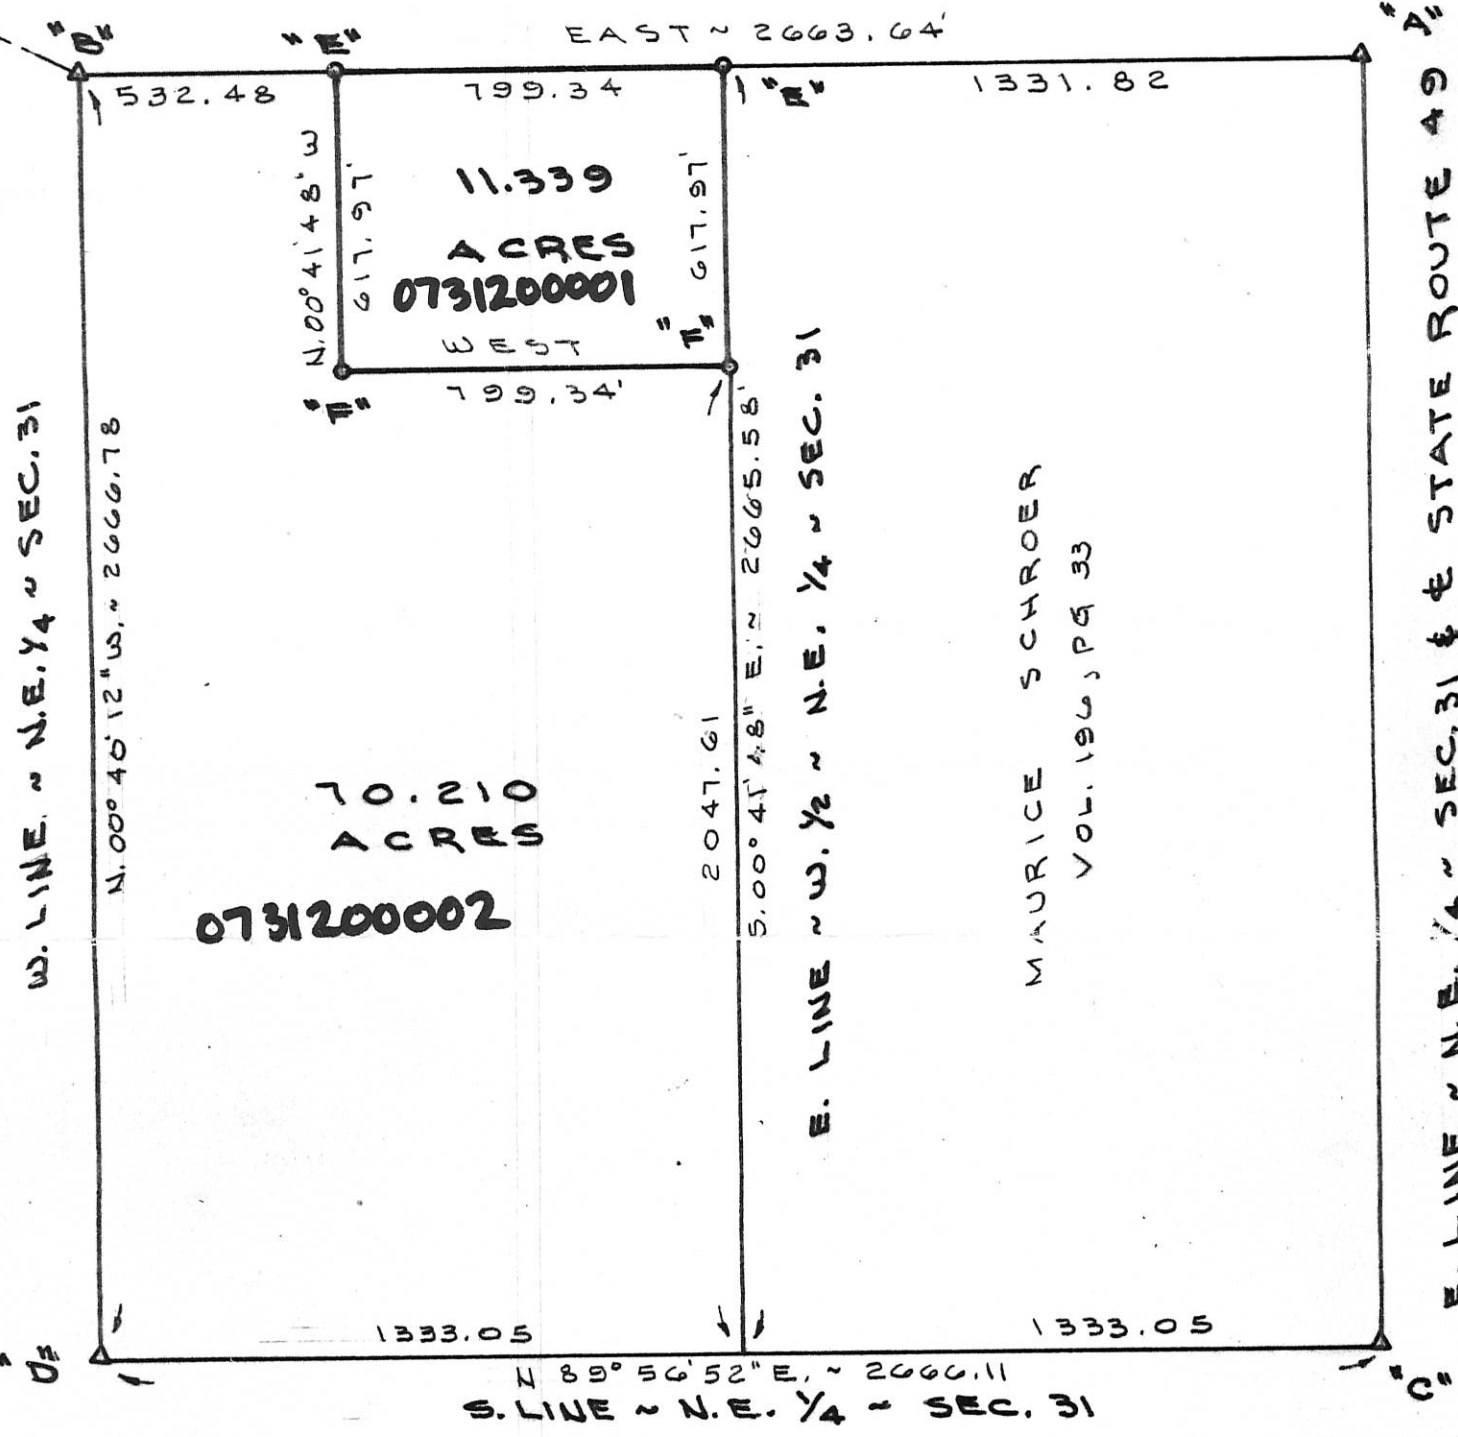 "B"
"E"
EAST ~ 2663.64'
"A"
532.48
799.34
"E"
1331.82
N.00°41'48"W
617.97'
11.339
ACRES
0731200001
617.97'
WEST
"F"
"F"
799.34'
W. LINE ~ N.E. 1/4 ~ SEC. 31
N.00°40'12"W. ~ 2666.78
70.210
ACRES
0731200002
2047.61
S.00°41'48"E. ~ 2665.58'
E. LINE ~ W. 1/2 ~ N.E. 1/4 ~ SEC. 31
MAURICE SCHROER
VOL. 196, PG 33
E. LINE ~ N.E. 1/4 ~ SEC. 31 & ℄ STATE ROUTE 49
"D"
1333.05
1333.05
"C"
N 89°56'52"E. ~ 2666.11
S. LINE ~ N.E. 1/4 ~ SEC. 31